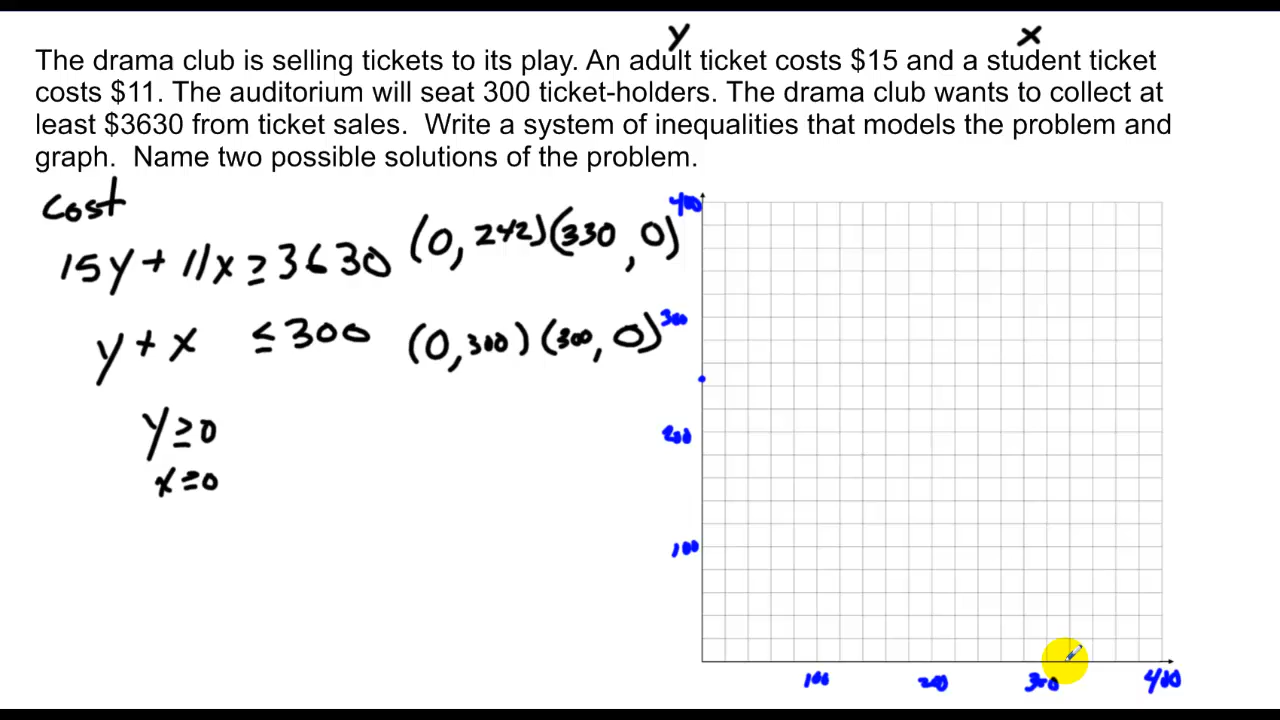 y x
The drama club is selling tickets to its play. An adult ticket costs $15 and a student ticket
costs $11. The auditorium will seat 300 ticket-holders. The drama club wants to collect at
least $3630 from ticket sales.  Write a system of inequalities that models the problem and
graph.  Name two possible solutions of the problem.
cost
15y + 11x ≥ 3630 (0, 242) (330, 0)
y + x ≤ 300 (0, 300) (300, 0)
y ≥ 0
x ≥ 0
400
300
200
100
100 200 300 400